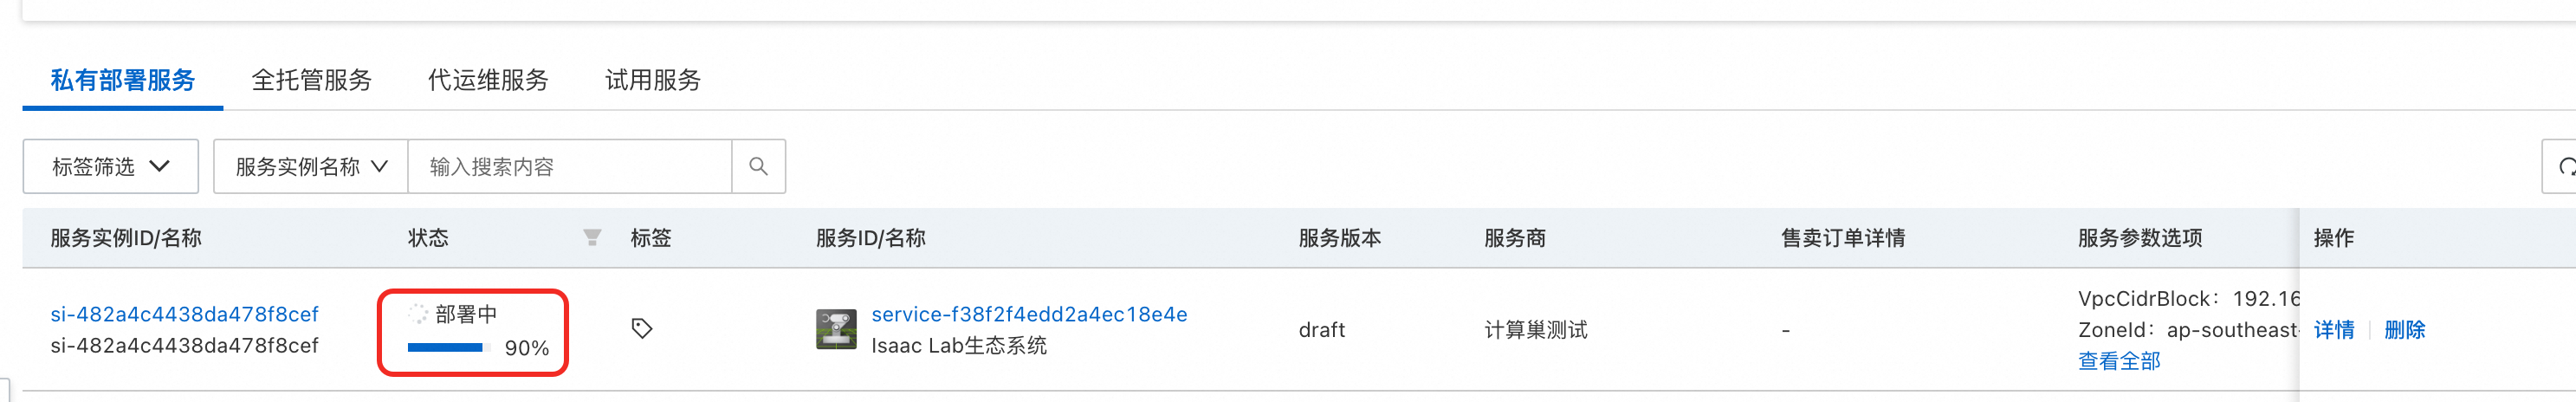 私有部署服务 全托管服务 代运维服务 试用服务
标签筛选 服务实例名称 输入搜索内容
服务实例ID/名称 状态 标签 服务ID/名称 服务版本 服务商 售卖订单详情 服务参数选项 操作
si-482a4c4438da478f8cef
si-482a4c4438da478f8cef
部署中
90%
service-f38f2f4edd2a4ec18e4e
Isaac Lab生态系统
draft
计算巢测试
-
VpcCidrBlock：192.16
ZoneId：ap-southeast-
查看全部
详情 删除